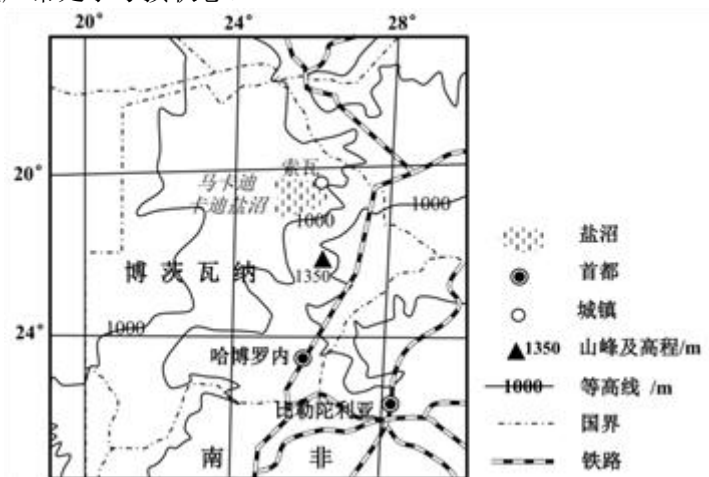 20° 24° 28°
20°
索瓦
马卡迪
卡迪盐沼
1000
1000
1350
博茨瓦纳
24°
1000
哈博罗内
比勒陀利亚
南 非
盐沼
首都
城镇
1350 山峰及高程/m
1000 等高线 /m
国界
铁路